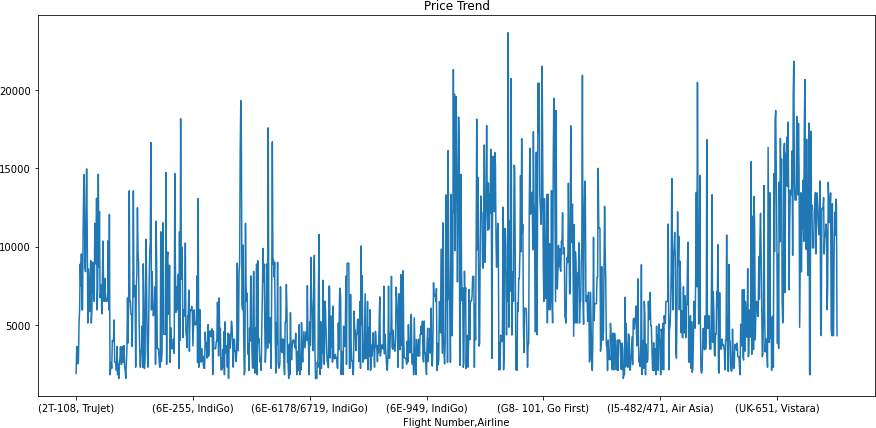 Price Trend
20000
15000
10000
5000
(2T-108, TruJet) (6E-255, IndiGo) (6E-6178/6719, IndiGo) (6E-949, IndiGo) (G8- 101, Go First) (I5-482/471, Air Asia) (UK-651, Vistara)
Flight Number,Airline